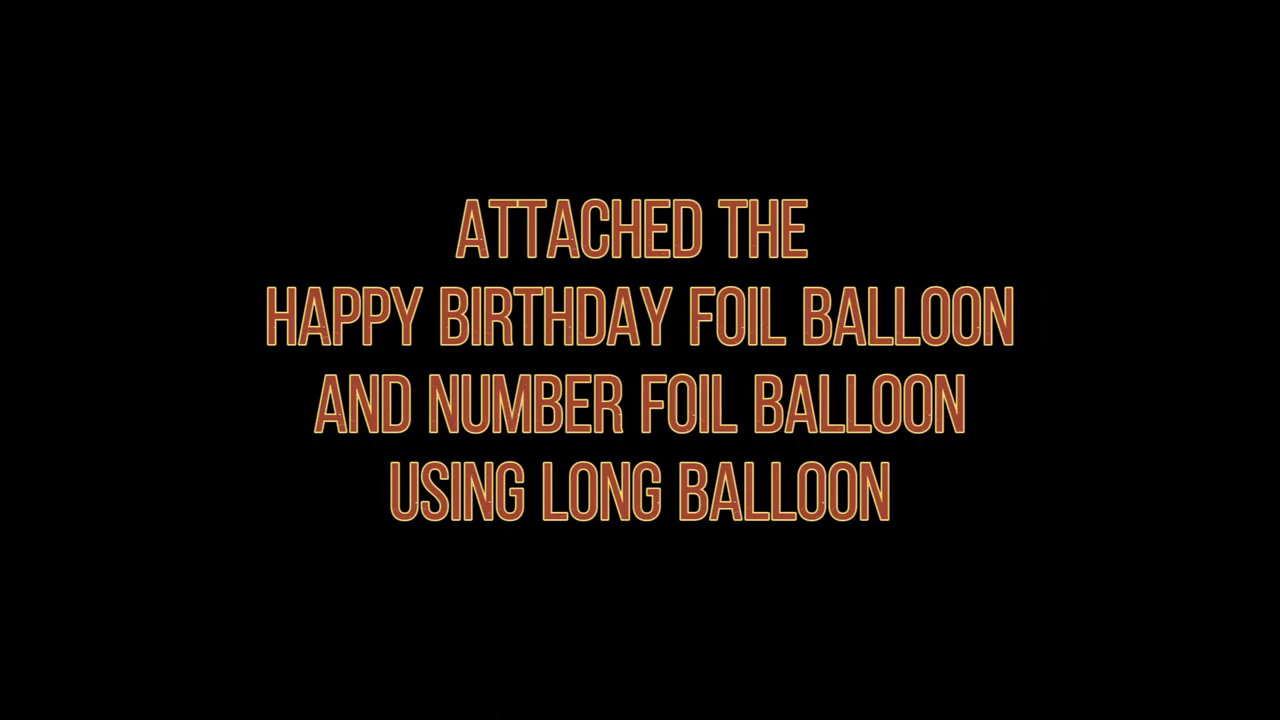 ATTACHED THE
HAPPY BIRTHDAY FOIL BALLOON
AND NUMBER FOIL BALLOON
USING LONG BALLOON